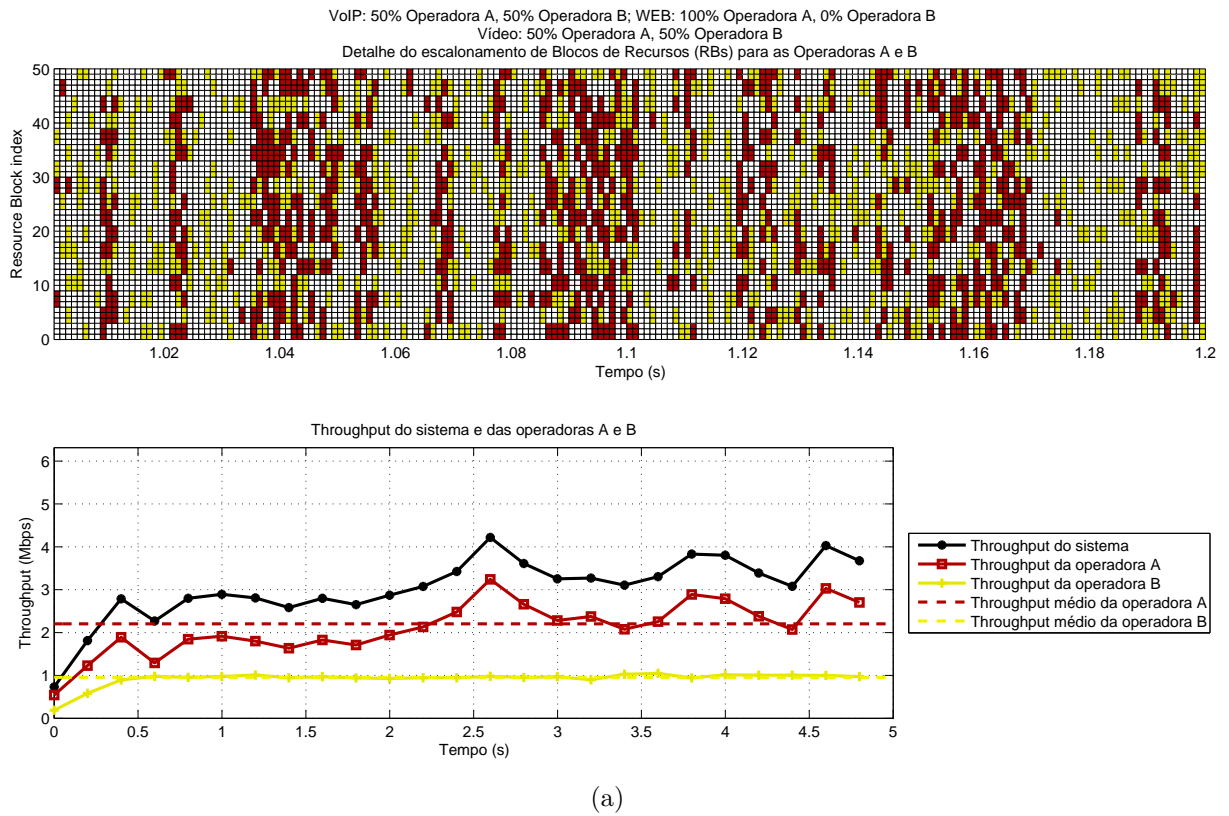 VoIP: 50% Operadora A, 50% Operadora B; WEB: 100% Operadora A, 0% Operadora B
Vídeo: 50% Operadora A, 50% Operadora B
Detalhe do escalonamento de Blocos de Recursos (RBs) para as Operadoras A e B
50
40
30
20
10
0
Resource Block index
1.02
1.04
1.06
1.08
1.1
1.12
1.14
1.16
1.18
1.2
Tempo (s)
Throughput do sistema e das operadoras A e B
6
5
4
3
2
1
0
Throughput (Mbps)
0
0.5
1
1.5
2
2.5
3
3.5
4
4.5
5
Tempo (s)
Throughput do sistema
Throughput da operadora A
Throughput da operadora B
Throughput médio da operadora A
Throughput médio da operadora B
(a)